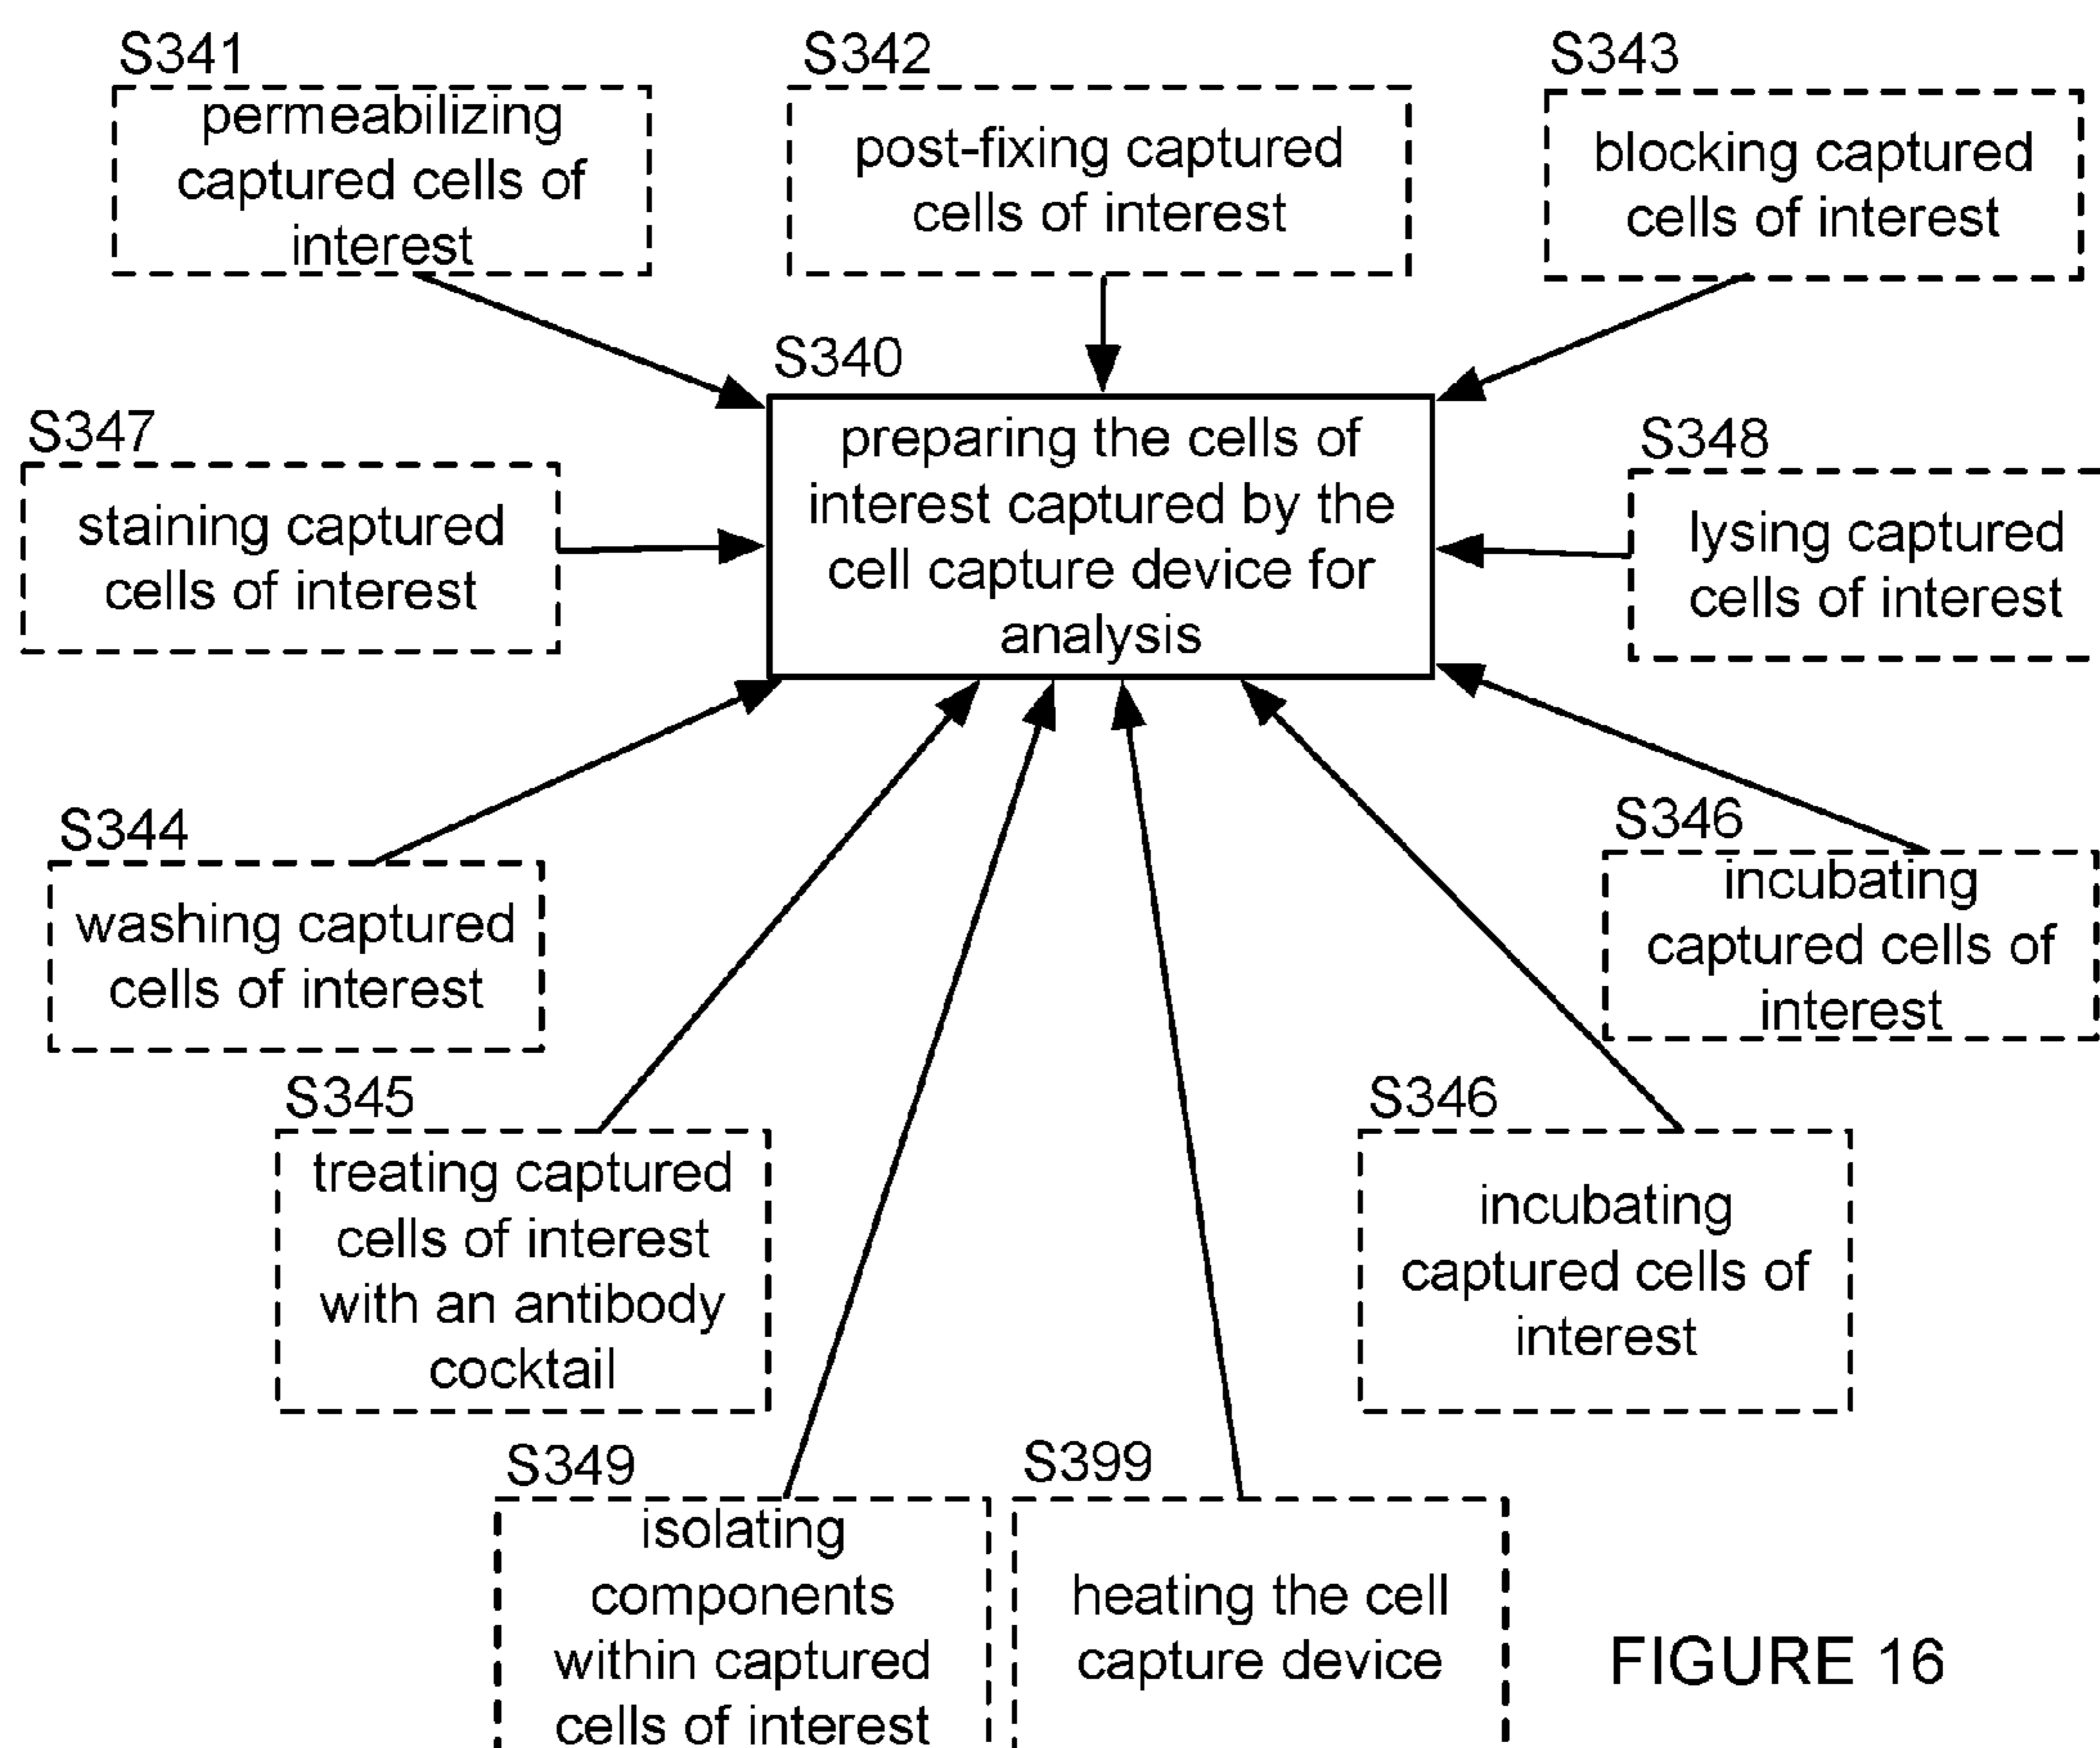 S341
permeabilizing
captured cells of
interest
S342
post-fixing captured
cells of interest
S343
blocking captured
cells of interest
S340
preparing the cells of
interest captured by the
cell capture device for
analysis
S347
staining captured
cells of interest
S348
lysing captured
cells of interest
S344
washing captured
cells of interest
S346
incubating
captured cells of
interest
S345
treating captured
cells of interest
with an antibody
cocktail
S346
incubating
captured cells of
interest
S349
isolating
components
within captured
cells of interest
S399
heating the cell
capture device
FIGURE 16